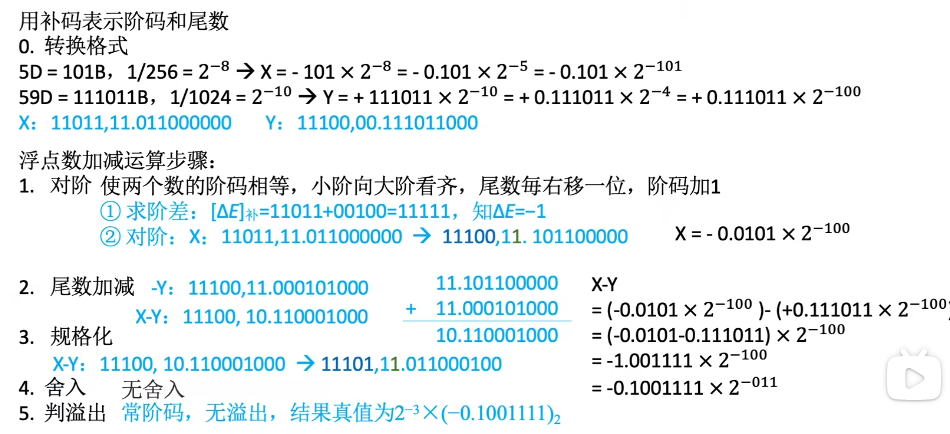 用补码表示阶码和尾数
0. 转换格式
5D = 101B，1/256 = 2⁻⁸ → X = - 101 × 2⁻⁸ = - 0.101 × 2⁻⁵ = - 0.101 × 2⁻¹⁰¹
59D = 111011B，1/1024 = 2⁻¹⁰ → Y = + 111011 × 2⁻¹⁰ = + 0.111011 × 2⁻⁴ = + 0.111011 × 2⁻¹⁰⁰
X：11011,11.011000000 Y：11100,00.111011000
浮点数加减运算步骤：
1. 对阶 使两个数的阶码相等，小阶向大阶看齐，尾数每右移一位，阶码加1
① 求阶差：[ΔE]补=11011+00100=11111，知ΔE=−1
② 对阶：X：11011,11.011000000 → 11100,11. 101100000 X = - 0.0101 × 2⁻¹⁰⁰
2. 尾数加减 -Y：11100,11.000101000
X-Y：11100, 10.110001000
11.101100000
+ 11.000101000
10.110001000
X-Y
= (-0.0101 × 2⁻¹⁰⁰ )- (+0.111011 × 2⁻¹⁰⁰)
= (-0.0101-0.111011) × 2⁻¹⁰⁰
= -1.001111 × 2⁻¹⁰⁰
= -0.1001111 × 2⁻⁰¹¹
3. 规格化
X-Y：11100, 10.110001000 → 11101,11.011000100
4. 舍入 无舍入
5. 判溢出 常阶码，无溢出，结果真值为2⁻³×(−0.1001111)₂